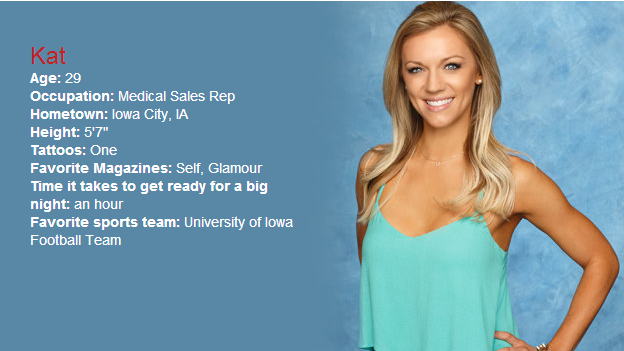 Kat
Age: 29
Occupation: Medical Sales Rep
Hometown: Iowa City, IA
Height: 5'7"
Tattoos: One
Favorite Magazines: Self, Glamour
Time it takes to get ready for a big
night: an hour
Favorite sports team: University of Iowa
Football Team